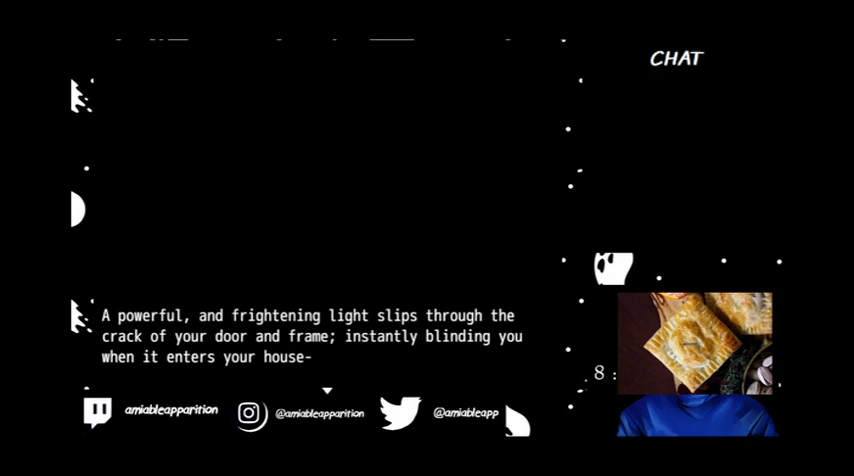 CHAT
A powerful, and frightening light slips through the
crack of your door and frame; instantly blinding you
when it enters your house-
8:
amiableapparition
@amiableapparition
@amiableapp